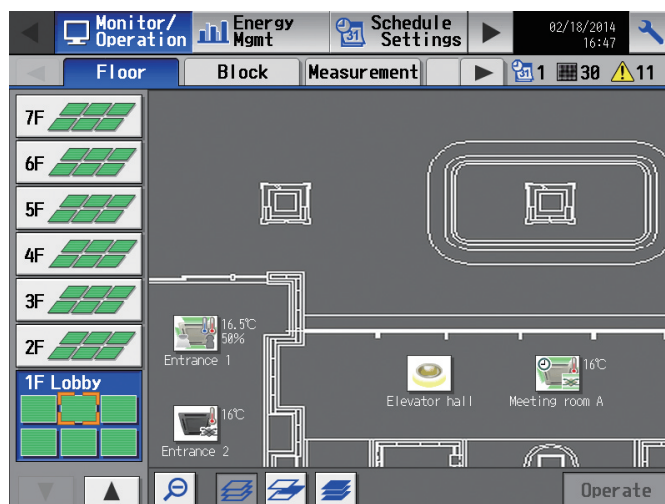 Monitor/
Operation
Energy
Mgmt
31
Schedule
Settings
02/18/2014
16:47
Floor
Block
Measurement
31 1
30
11
7F
6F
5F
4F
3F
2F
1F Lobby
16.5℃
50%
Entrance 1
16℃
Entrance 2
Elevator hall
16℃
Meeting room A
Operate